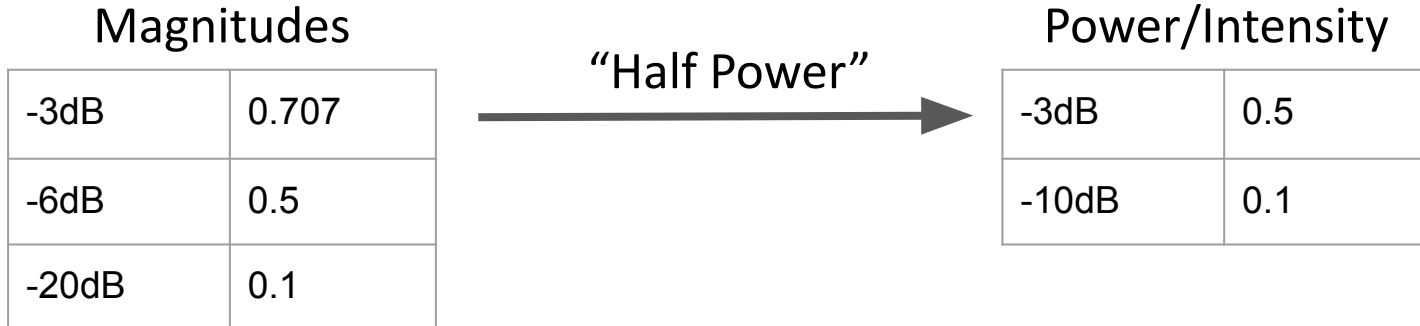 Magnitudes
-3dB 0.707
-6dB 0.5
-20dB 0.1
“Half Power”
Power/Intensity
-3dB 0.5
-10dB 0.1